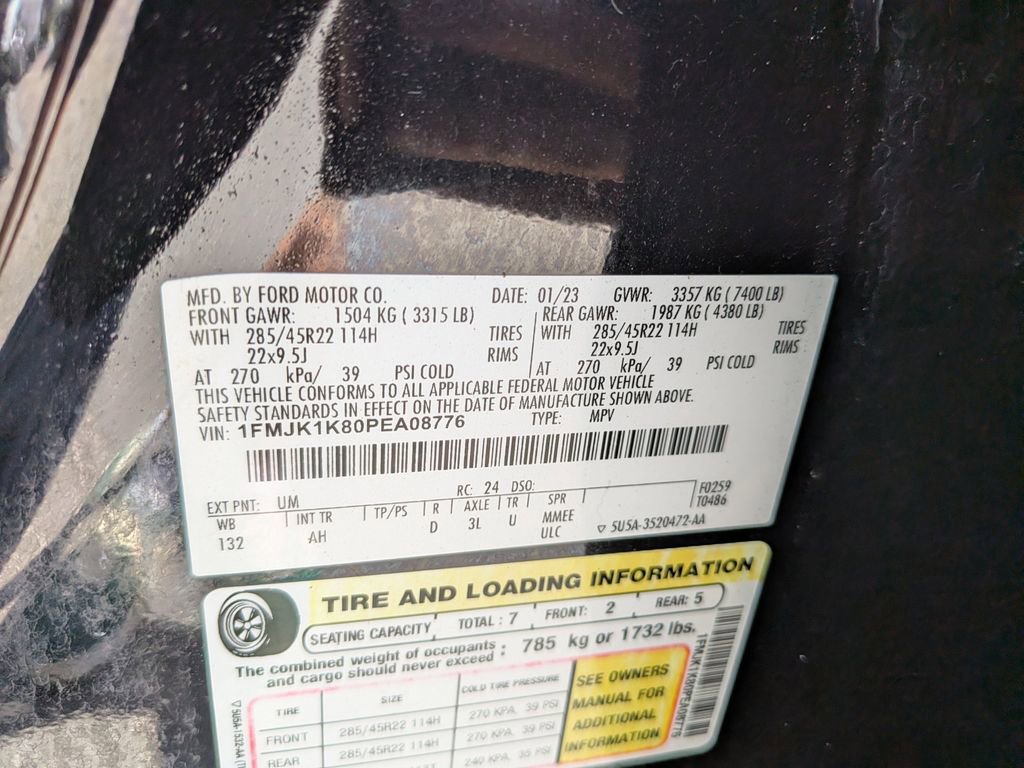 MFD. BY FORD MOTOR CO. DATE: 01/23 GVWR: 3357 KG ( 7400 LB)
FRONT GAWR: 1504 KG ( 3315 LB) REAR GAWR: 1987 KG ( 4380 LB)
WITH 285/45R22 114H TIRES WITH 285/45R22 114H TIRES
22x9.5J RIMS 22x9.5J RIMS
AT 270 kPa/ 39 PSI COLD AT 270 kPa/ 39 PSI COLD
THIS VEHICLE CONFORMS TO ALL APPLICABLE FEDERAL MOTOR VEHICLE
SAFETY STANDARDS IN EFFECT ON THE DATE OF MANUFACTURE SHOWN ABOVE.
VIN: 1FMJK1K80PEA08776 TYPE: MPV
EXT PNT: UM RC: 24 DSO: F0259
T0486
WB INT TR TP/PS R AXLE TR SPR
132 AH D 3L U MMEE
ULC ▽ 5U5A-3520472-AA
TIRE AND LOADING INFORMATION
SEATING CAPACITY TOTAL : 7 FRONT: 2 REAR: 5
The combined weight of occupants
and cargo should never exceed : 785 kg or 1732 lbs.
TIRE SIZE COLD TIRE PRESSURE
FRONT 285/45R22 114H 270 KPA, 39 PSI
REAR 285/45R22 114H 270 KPA, 39 PSI
240 KPA, 35 PSI
SEE OWNERS
MANUAL FOR
ADDITIONAL
INFORMATION
1FMJK1K80PEA08776
▽ 5U5A-1532-AA